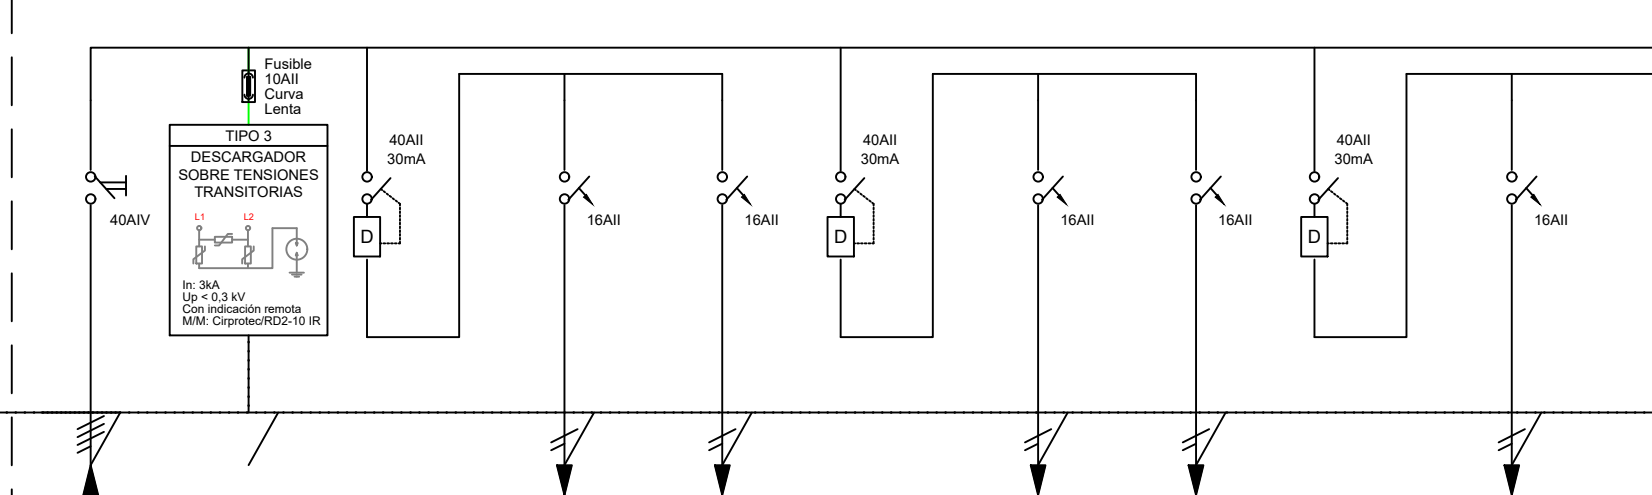 Fusible
10AII
Curva
Lenta
TIPO 3
DESCARGADOR
SOBRE TENSIONES
TRANSITORIAS
L1 L2
In: 3kA
Up < 0,3 kV
Con indicación remota
M/M: Cirprotec/RD2-10 IR
40AIV
40AII
30mA
D
16AII
16AII
40AII
30mA
D
16AII
16AII
40AII
30mA
D
16AII